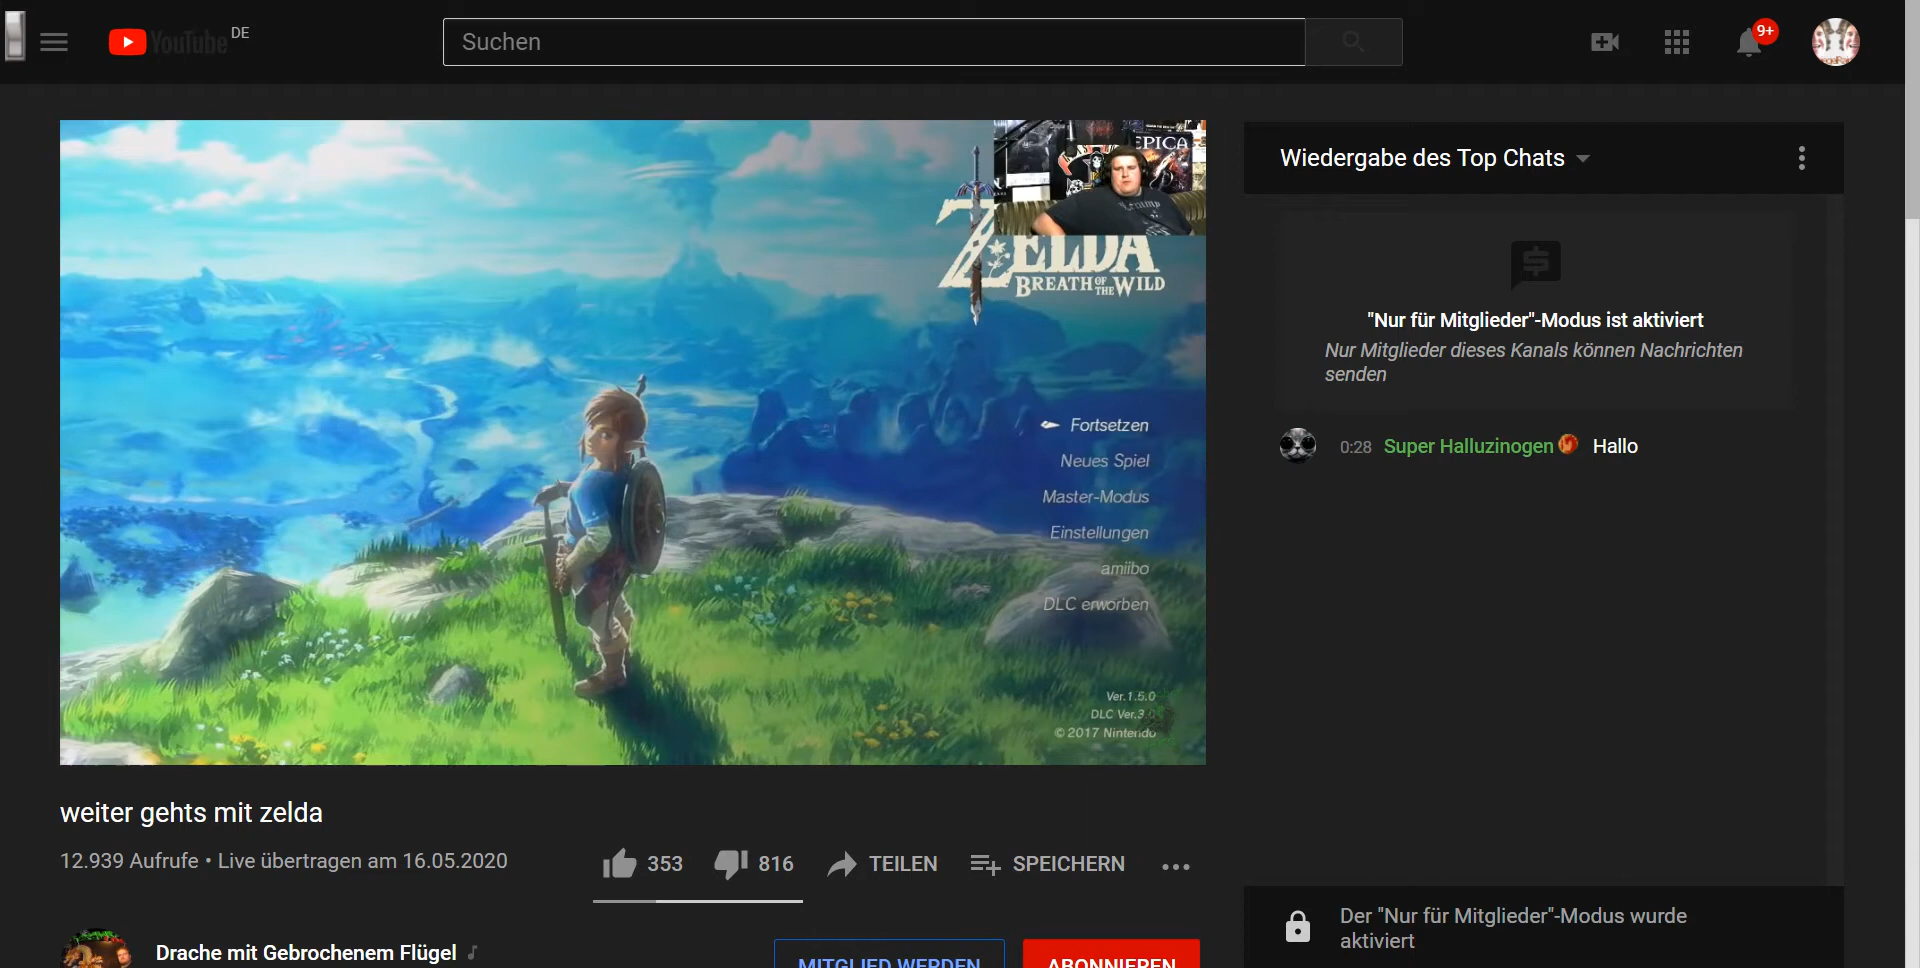 YouTube DE
Suchen
9+
EPICA
ZELDA
BREATH OF THE WILD
Fortsetzen
Neues Spiel
Master-Modus
Einstellungen
amiibo
DLC erworben
Ver.1.5.0
DLC Ver.3.0
© 2017 Nintendo
Wiedergabe des Top Chats
"Nur für Mitglieder"-Modus ist aktiviert
Nur Mitglieder dieses Kanals können Nachrichten
senden
0:28 Super Halluzinogen Hallo
weiter gehts mit zelda
12.939 Aufrufe • Live übertragen am 16.05.2020
353 816 TEILEN SPEICHERN
Drache mit Gebrochenem Flügel
MITGLIED WERDEN
ABONNIEREN
Der "Nur für Mitglieder"-Modus wurde
aktiviert